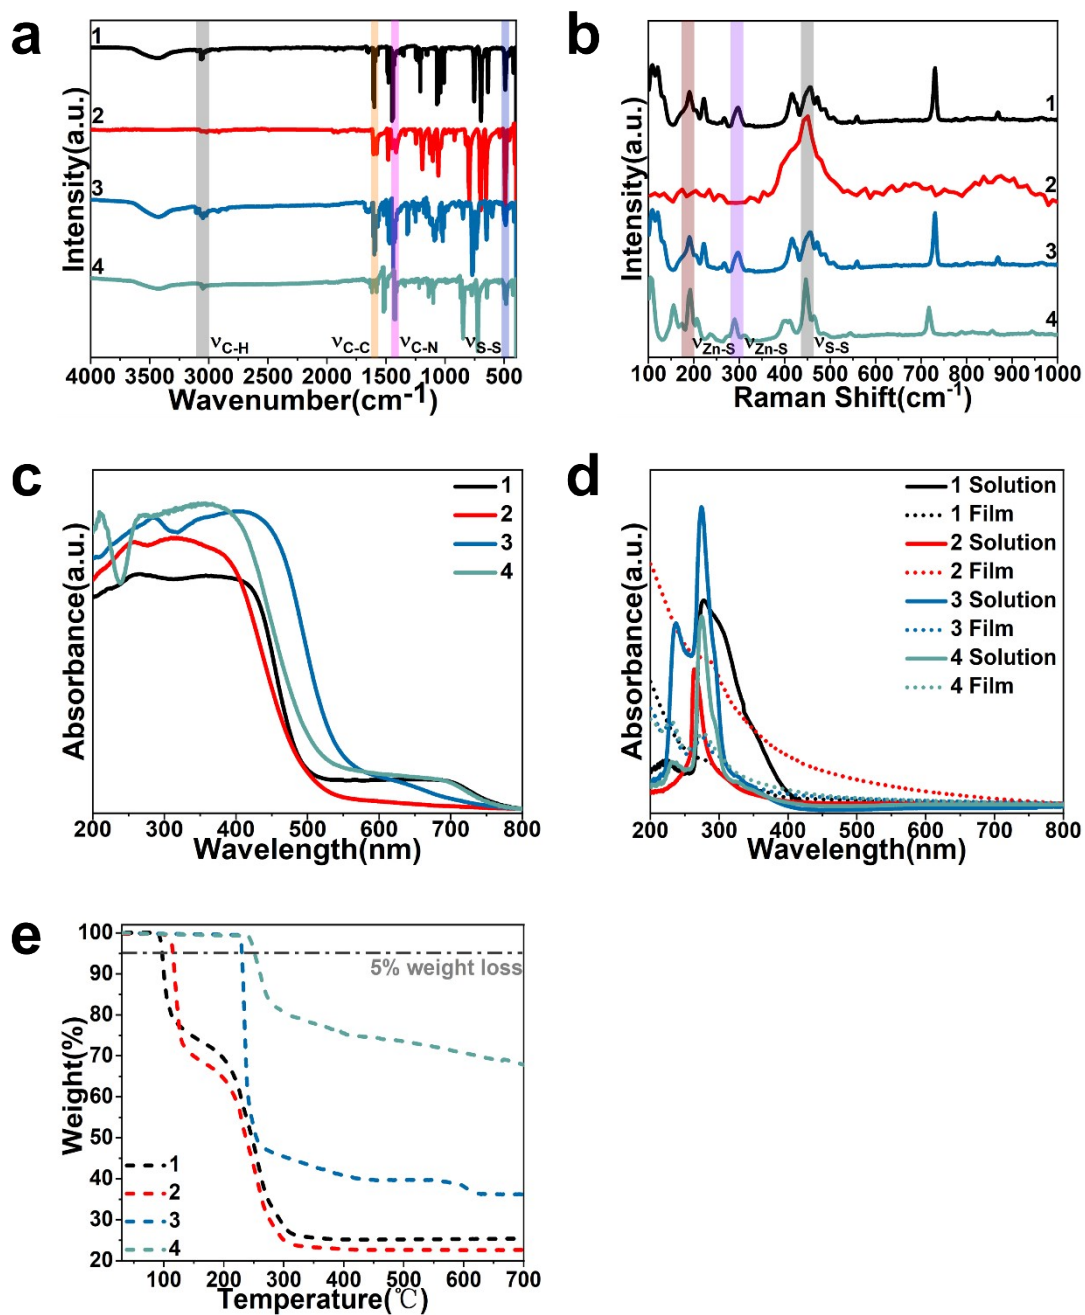 a
1
2
3
4
νC-H
νC-C
νC-N
νS-S
4000 3500 3000 2500 2000 1500 1000 500
Wavenumber(cm-1)
Intensity(a.u.)
b
1
2
3
4
νZn-S
νZn-S
νS-S
100 200 300 400 500 600 700 800 900 1000
Raman Shift(cm-1)
Intensity(a.u.)
c
1
2
3
4
200 300 400 500 600 700 800
Wavelength(nm)
Absorbance(a.u.)
d
1 Solution
1 Film
2 Solution
2 Film
3 Solution
3 Film
4 Solution
4 Film
200 300 400 500 600 700 800
Wavelength(nm)
Absorbance(a.u.)
e
100
90
80
70
60
50
40
30
20
5% weight loss
1
2
3
4
100 200 300 400 500 600 700
Temperature(℃)
Weight(%)